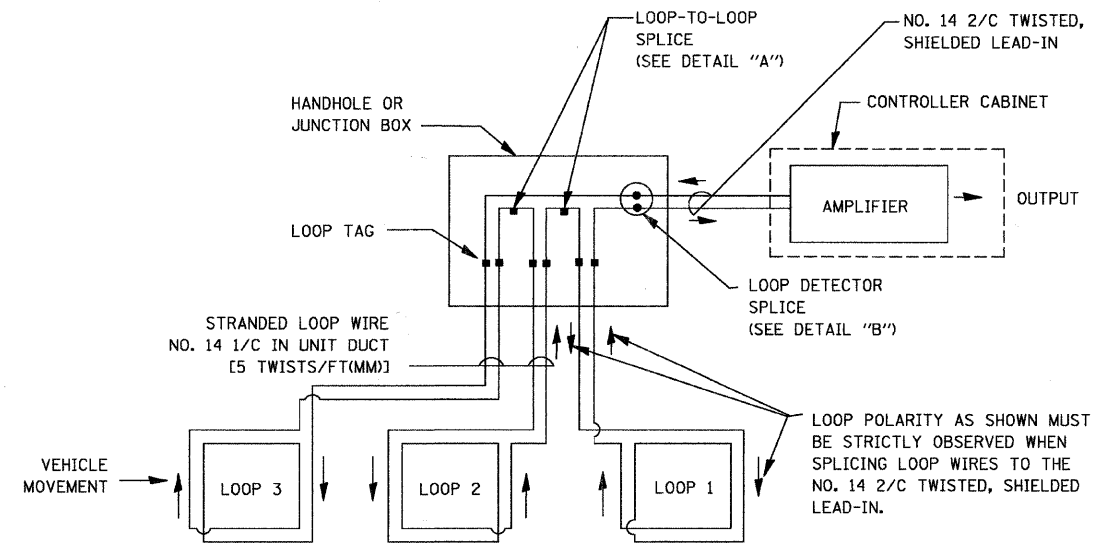 LOOP-TO-LOOP
SPLICE
(SEE DETAIL "A")
NO. 14 2/C TWISTED,
SHIELDED LEAD-IN
HANDHOLE OR
JUNCTION BOX
CONTROLLER CABINET
AMPLIFIER
OUTPUT
LOOP TAG
LOOP DETECTOR
SPLICE
(SEE DETAIL "B")
STRANDED LOOP WIRE
NO. 14 1/C IN UNIT DUCT
[5 TWISTS/FT(MM)]
LOOP POLARITY AS SHOWN MUST
BE STRICTLY OBSERVED WHEN
SPLICING LOOP WIRES TO THE
NO. 14 2/C TWISTED, SHIELDED
LEAD-IN.
VEHICLE
MOVEMENT
LOOP 3
LOOP 2
LOOP 1